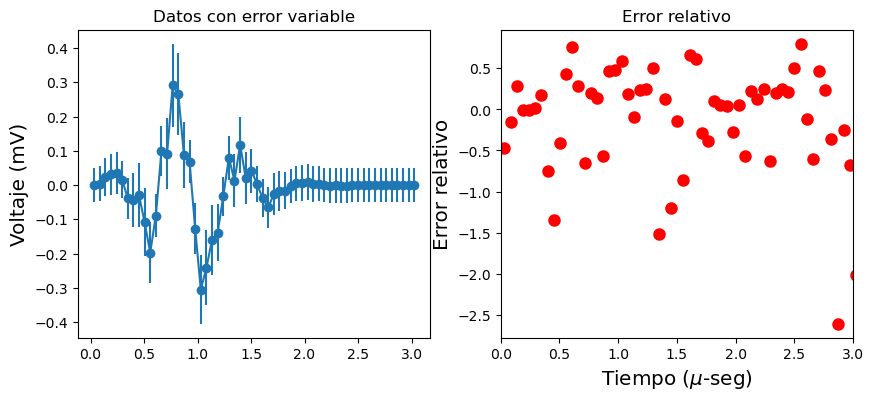 Datos con error variable
Voltaje (mV)
0.4
0.3
0.2
0.1
0.0
−0.1
−0.2
−0.3
−0.4
0.0 0.5 1.0 1.5 2.0 2.5 3.0
Error relativo
Error relativo
0.5
0.0
−0.5
−1.0
−1.5
−2.0
−2.5
0.0 0.5 1.0 1.5 2.0 2.5 3.0
Tiempo (μ-seg)